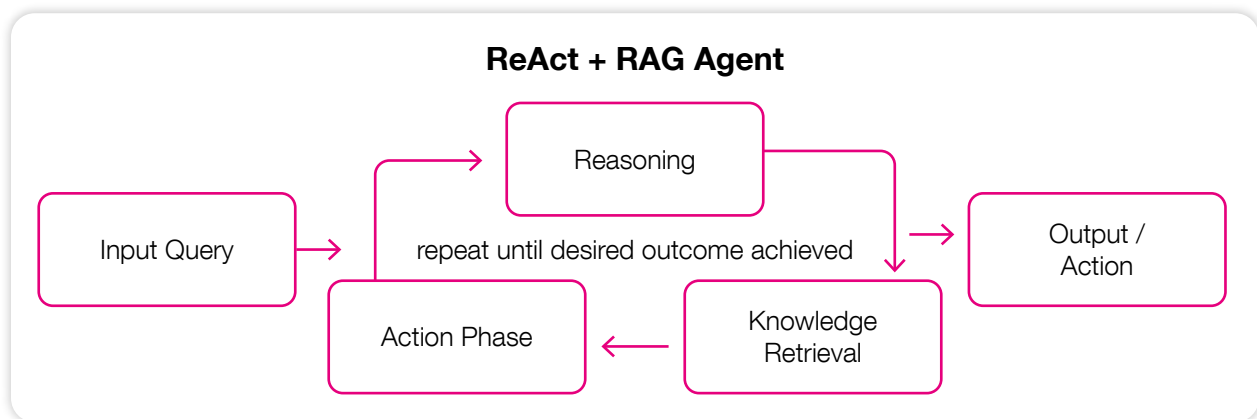 ReAct + RAG Agent
Reasoning
Input Query
repeat until desired outcome achieved
Output /
Action
Action Phase
Knowledge
Retrieval